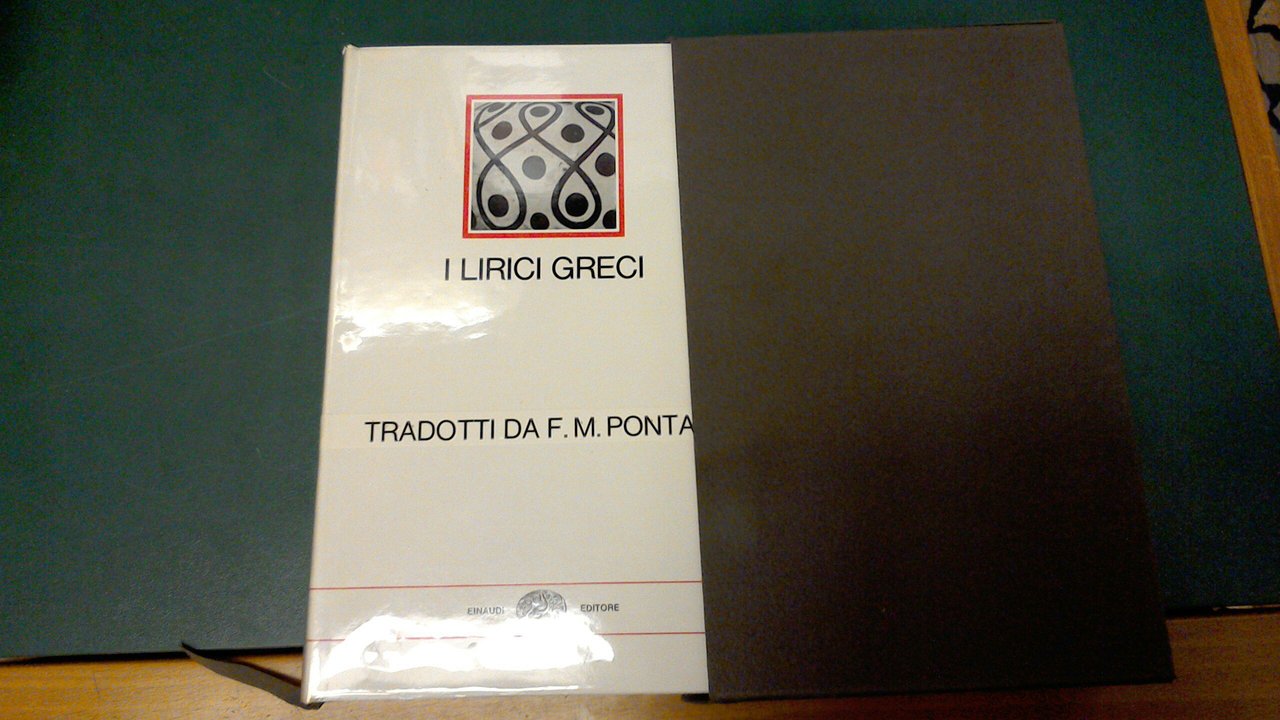 I LIRICI GRECI
TRADOTTI DA F. M. PONTA
EINAUDI EDITORE